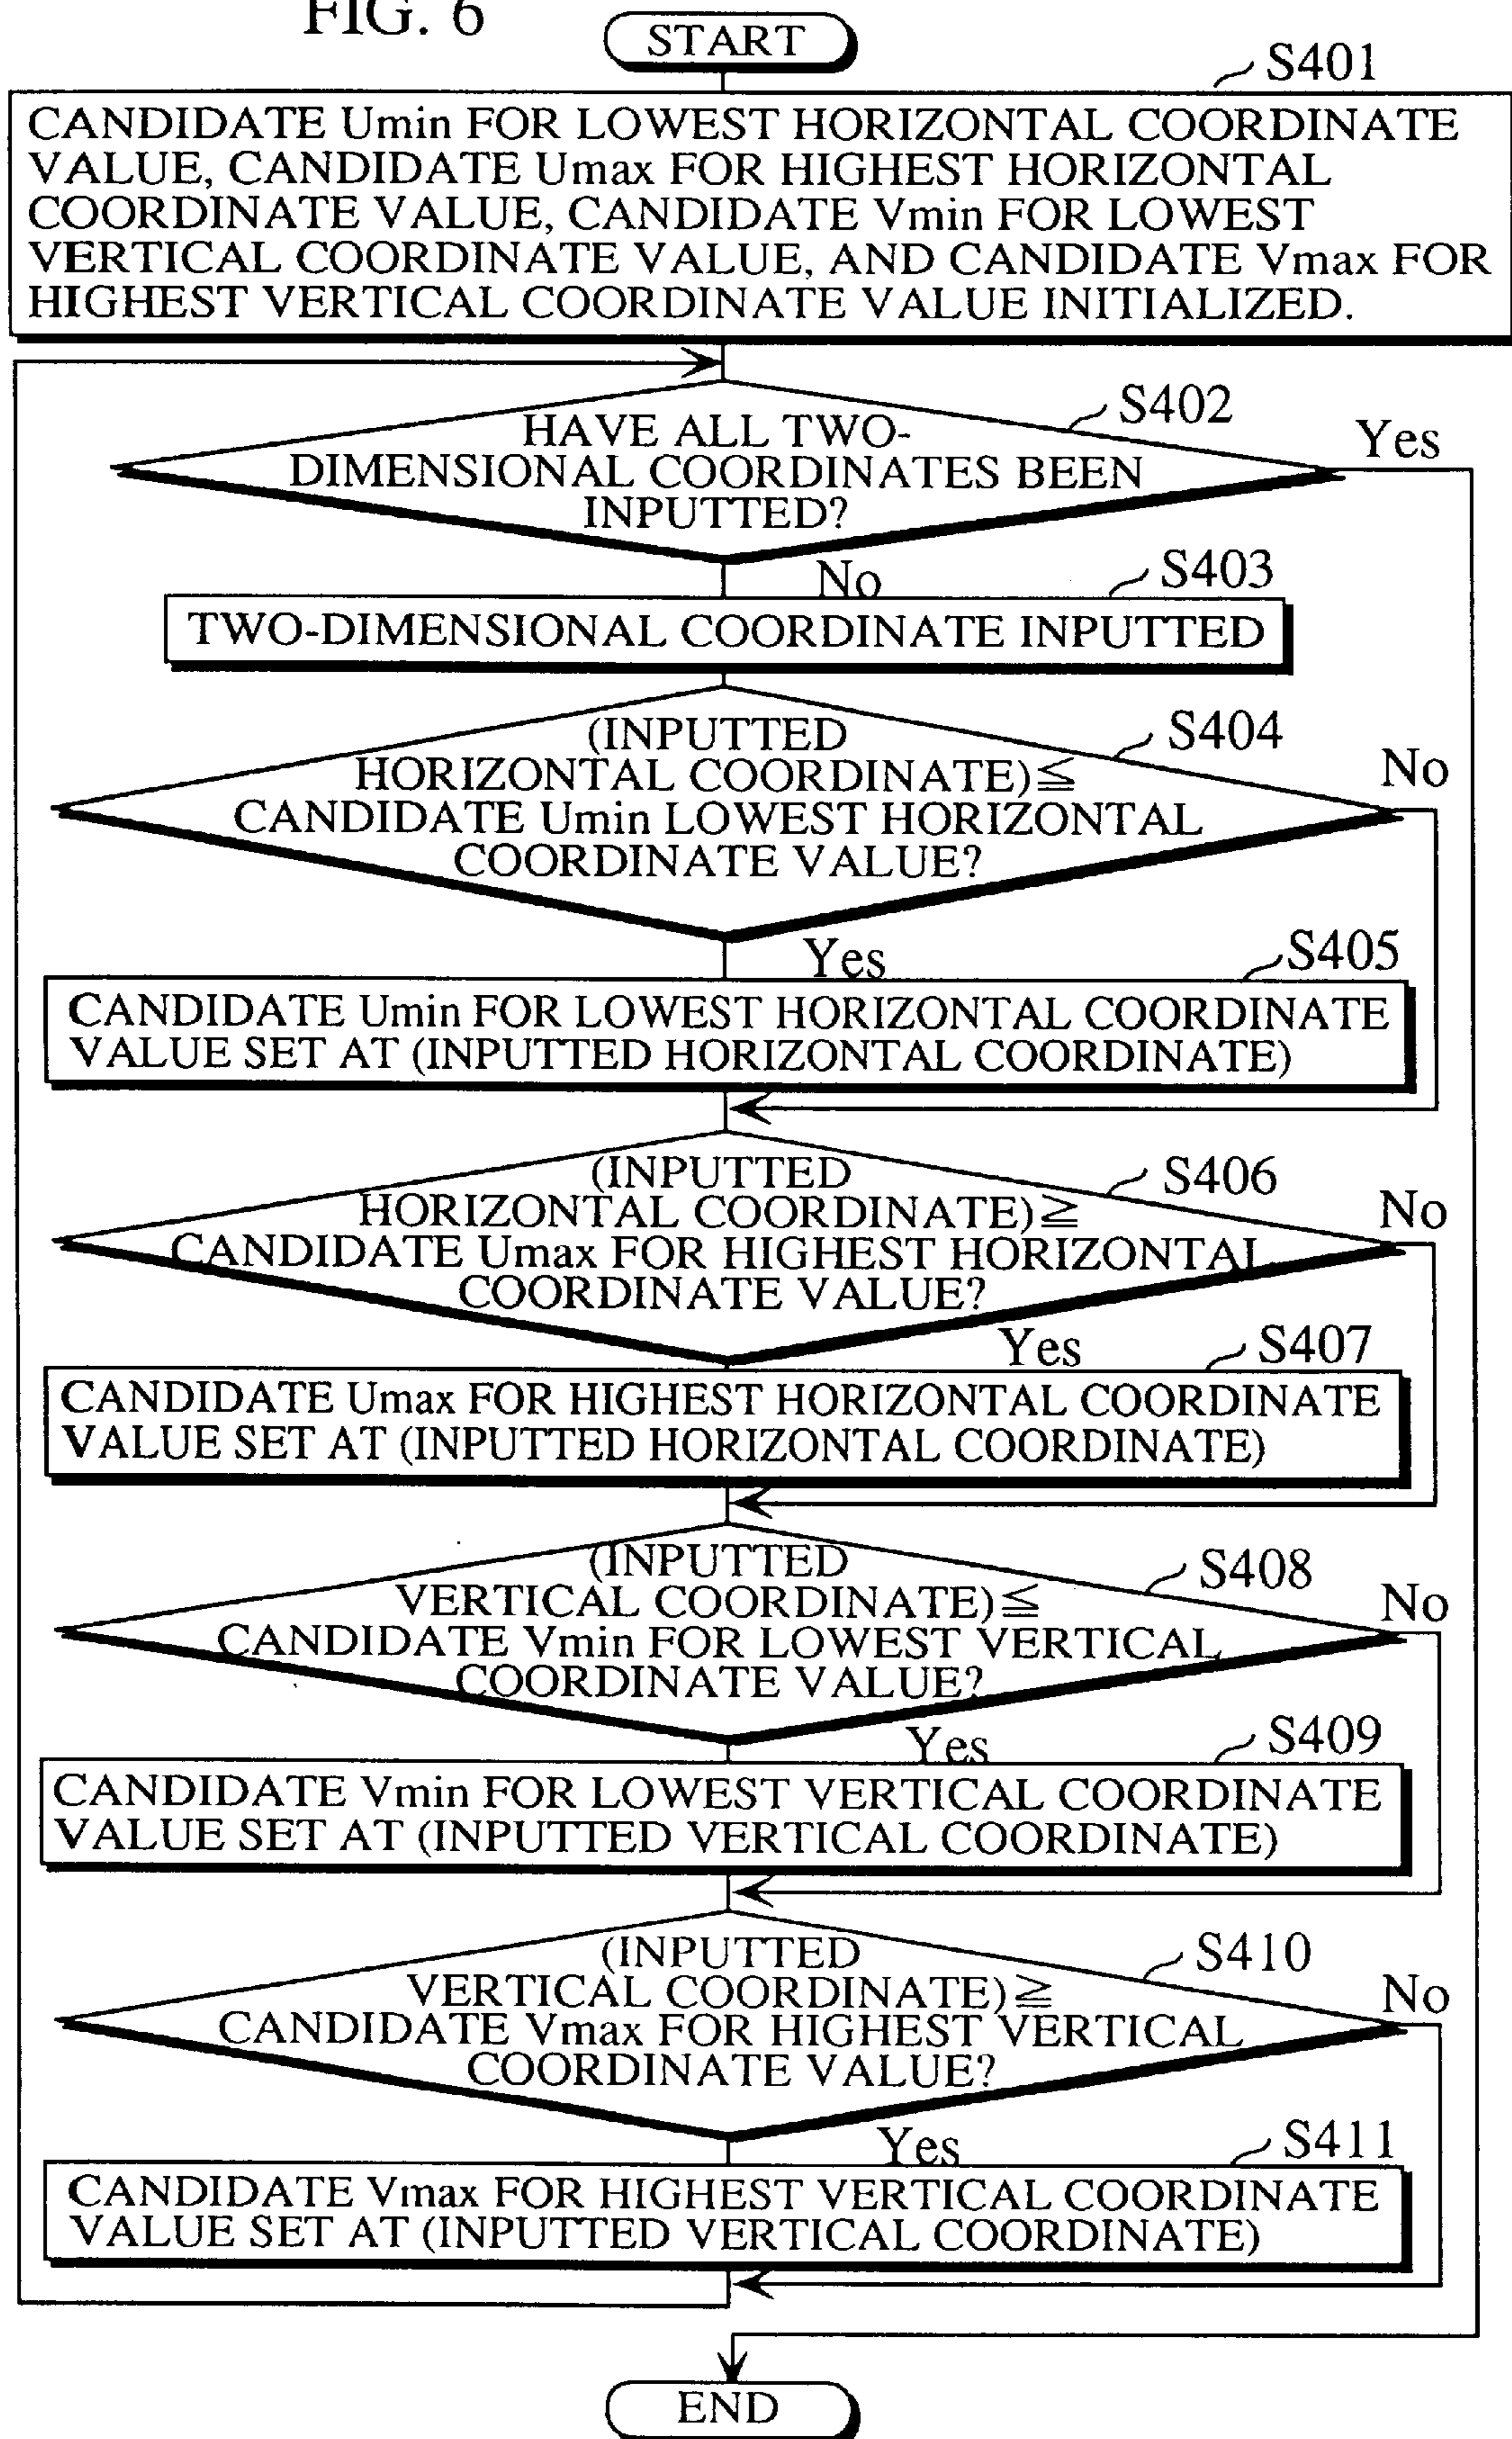 FIG. 6
START
S401
CANDIDATE Umin FOR LOWEST HORIZONTAL COORDINATE
VALUE, CANDIDATE Umax FOR HIGHEST HORIZONTAL
COORDINATE VALUE, CANDIDATE Vmin FOR LOWEST
VERTICAL COORDINATE VALUE, AND CANDIDATE Vmax FOR
HIGHEST VERTICAL COORDINATE VALUE INITIALIZED.
S402
HAVE ALL TWO-
DIMENSIONAL COORDINATES BEEN
INPUTTED?
Yes
No
S403
TWO-DIMENSIONAL COORDINATE INPUTTED
S404
(INPUTTED
HORIZONTAL COORDINATE)≦
CANDIDATE Umin LOWEST HORIZONTAL
COORDINATE VALUE?
No
Yes
S405
CANDIDATE Umin FOR LOWEST HORIZONTAL COORDINATE
VALUE SET AT (INPUTTED HORIZONTAL COORDINATE)
S406
(INPUTTED
HORIZONTAL COORDINATE)≧
CANDIDATE Umax FOR HIGHEST HORIZONTAL
COORDINATE VALUE?
No
Yes
S407
CANDIDATE Umax FOR HIGHEST HORIZONTAL COORDINATE
VALUE SET AT (INPUTTED HORIZONTAL COORDINATE)
S408
(INPUTTED
VERTICAL COORDINATE)≦
CANDIDATE Vmin FOR LOWEST VERTICAL
COORDINATE VALUE?
No
Yes
S409
CANDIDATE Vmin FOR LOWEST VERTICAL COORDINATE
VALUE SET AT (INPUTTED VERTICAL COORDINATE)
S410
(INPUTTED
VERTICAL COORDINATE)≧
CANDIDATE Vmax FOR HIGHEST VERTICAL
COORDINATE VALUE?
No
Yes
S411
CANDIDATE Vmax FOR HIGHEST VERTICAL COORDINATE
VALUE SET AT (INPUTTED VERTICAL COORDINATE)
END